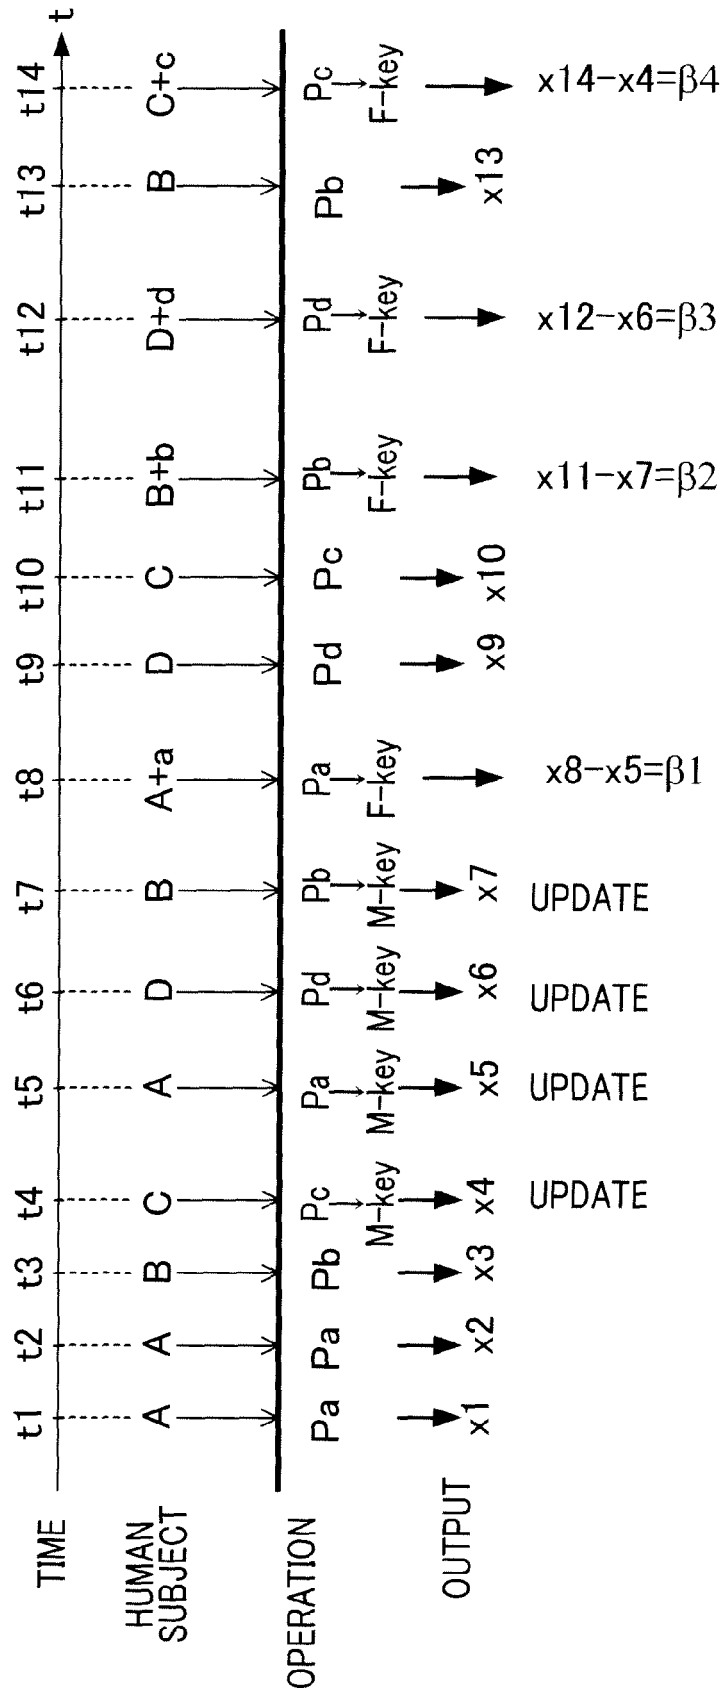 TIME t1 t2 t3 t4 t5 t6 t7 t8 t9 t10 t11 t12 t13 t14 t
HUMAN
SUBJECT
A A B C A D B A+a D C B+b D+d B C+c
OPERATION
Pa Pa Pb Pc Pa Pd Pb Pa Pd Pc Pb Pd Pb Pc
M-key M-key M-key M-key F-key F-key F-key F-key
OUTPUT
x1 x2 x3 x4 x5 x6 x7 x9 x10 x13
UPDATE UPDATE UPDATE UPDATE x8-x5=β1 x11-x7=β2 x12-x6=β3 x14-x4=β4